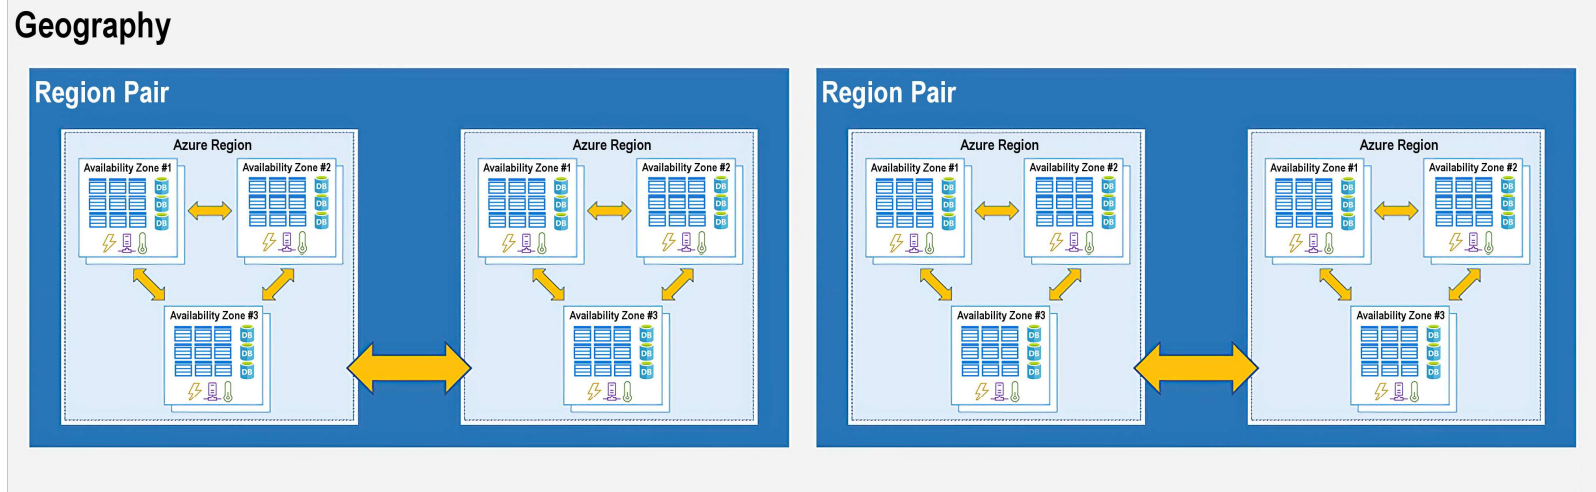 Geography
Region Pair
Azure Region
Availability Zone #1
DB
DB
DB
Availability Zone #2
DB
DB
DB
Availability Zone #3
DB
DB
DB
Azure Region
Availability Zone #1
DB
DB
DB
Availability Zone #2
DB
DB
DB
Availability Zone #3
DB
DB
DB
Region Pair
Azure Region
Availability Zone #1
DB
DB
DB
Availability Zone #2
DB
DB
DB
Availability Zone #3
DB
DB
DB
Azure Region
Availability Zone #1
DB
DB
DB
Availability Zone #2
DB
DB
DB
Availability Zone #3
DB
DB
DB